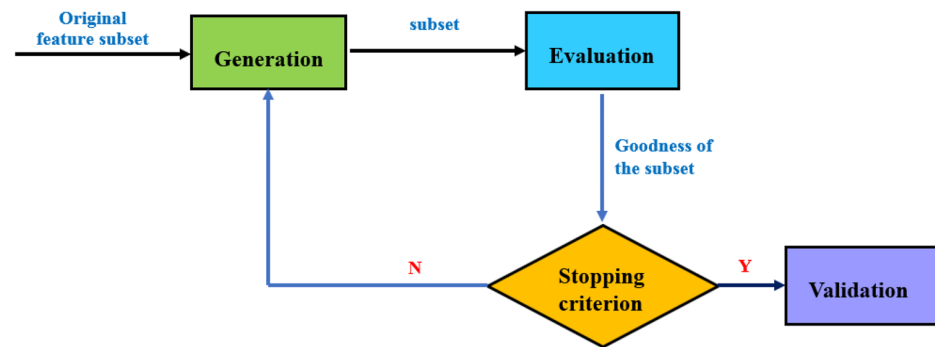 Original
feature subset
Generation
subset
Evaluation
Goodness of
the subset
N
Stopping
criterion
Y
Validation